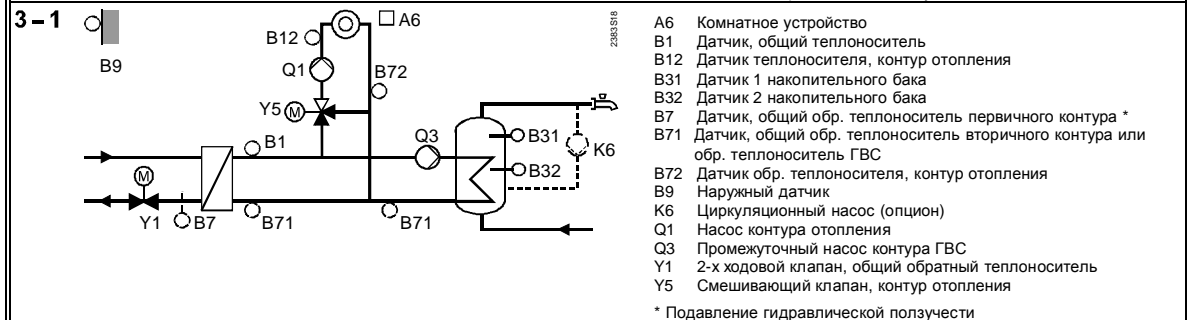 3–1
B9
B12
A6
Q1
B72
Y5
M
B1
Q3
B31
K6
B32
M
Y1
B7
B71
B71
2383S18
A6 Комнатное устройство
B1 Датчик, общий теплоноситель
B12 Датчик теплоносителя, контур отопления
B31 Датчик 1 накопительного бака
B32 Датчик 2 накопительного бака
B7 Датчик, общий обр. теплоноситель первичного контура *
B71 Датчик, общий обр. теплоноситель вторичного контура или
обр. теплоноситель ГВС
B72 Датчик обр. теплоносителя, контур отопления
B9 Наружный датчик
K6 Циркуляционный насос (опцион)
Q1 Насос контура отопления
Q3 Промежуточный насос контура ГВС
Y1 2-х ходовой клапан, общий обратный теплоноситель
Y5 Смешивающий клапан, контур отопления
* Подавление гидравлической ползучести